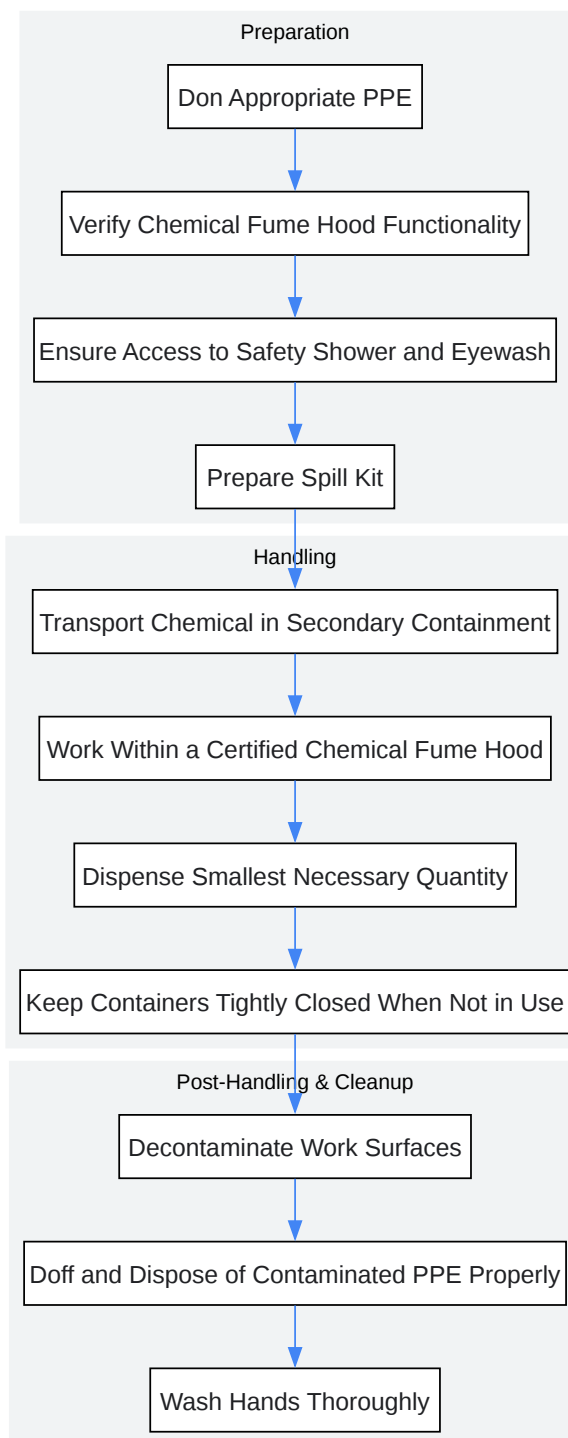 Preparation
Don Appropriate PPE
Verify Chemical Fume Hood Functionality
Ensure Access to Safety Shower and Eyewash
Prepare Spill Kit
Handling
Transport Chemical in Secondary Containment
Work Within a Certified Chemical Fume Hood
Dispense Smallest Necessary Quantity
Keep Containers Tightly Closed When Not in Use
Post-Handling & Cleanup
Decontaminate Work Surfaces
Doff and Dispose of Contaminated PPE Properly
Wash Hands Thoroughly